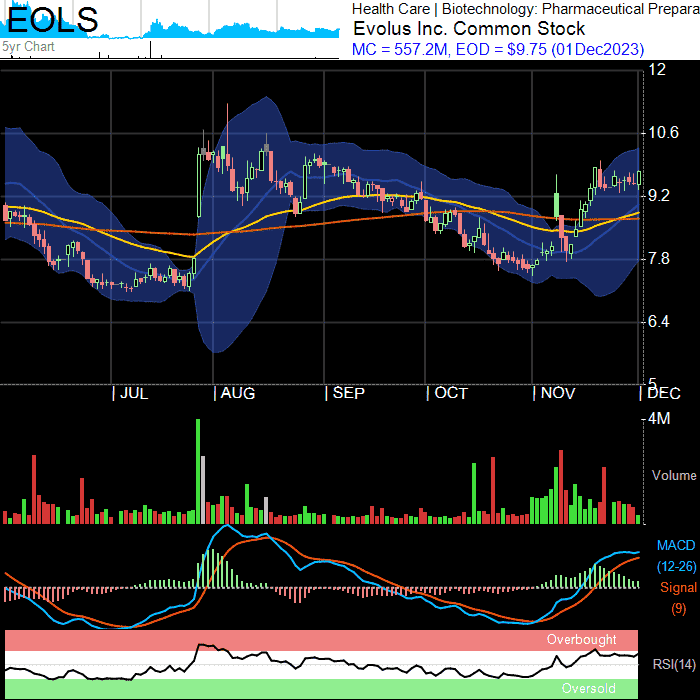 EOLS
5yr Chart
Health Care | Biotechnology: Pharmaceutical Prepara
Evolus Inc. Common Stock
MC = 557.2M, EOD = $9.75 (01Dec2023)
12
10.6
9.2
7.8
6.4
5
JUL
AUG
SEP
OCT
NOV
DEC
4M
Volume
MACD
(12-26)
Signal
(9)
Overbought
RSI(14)
Oversold